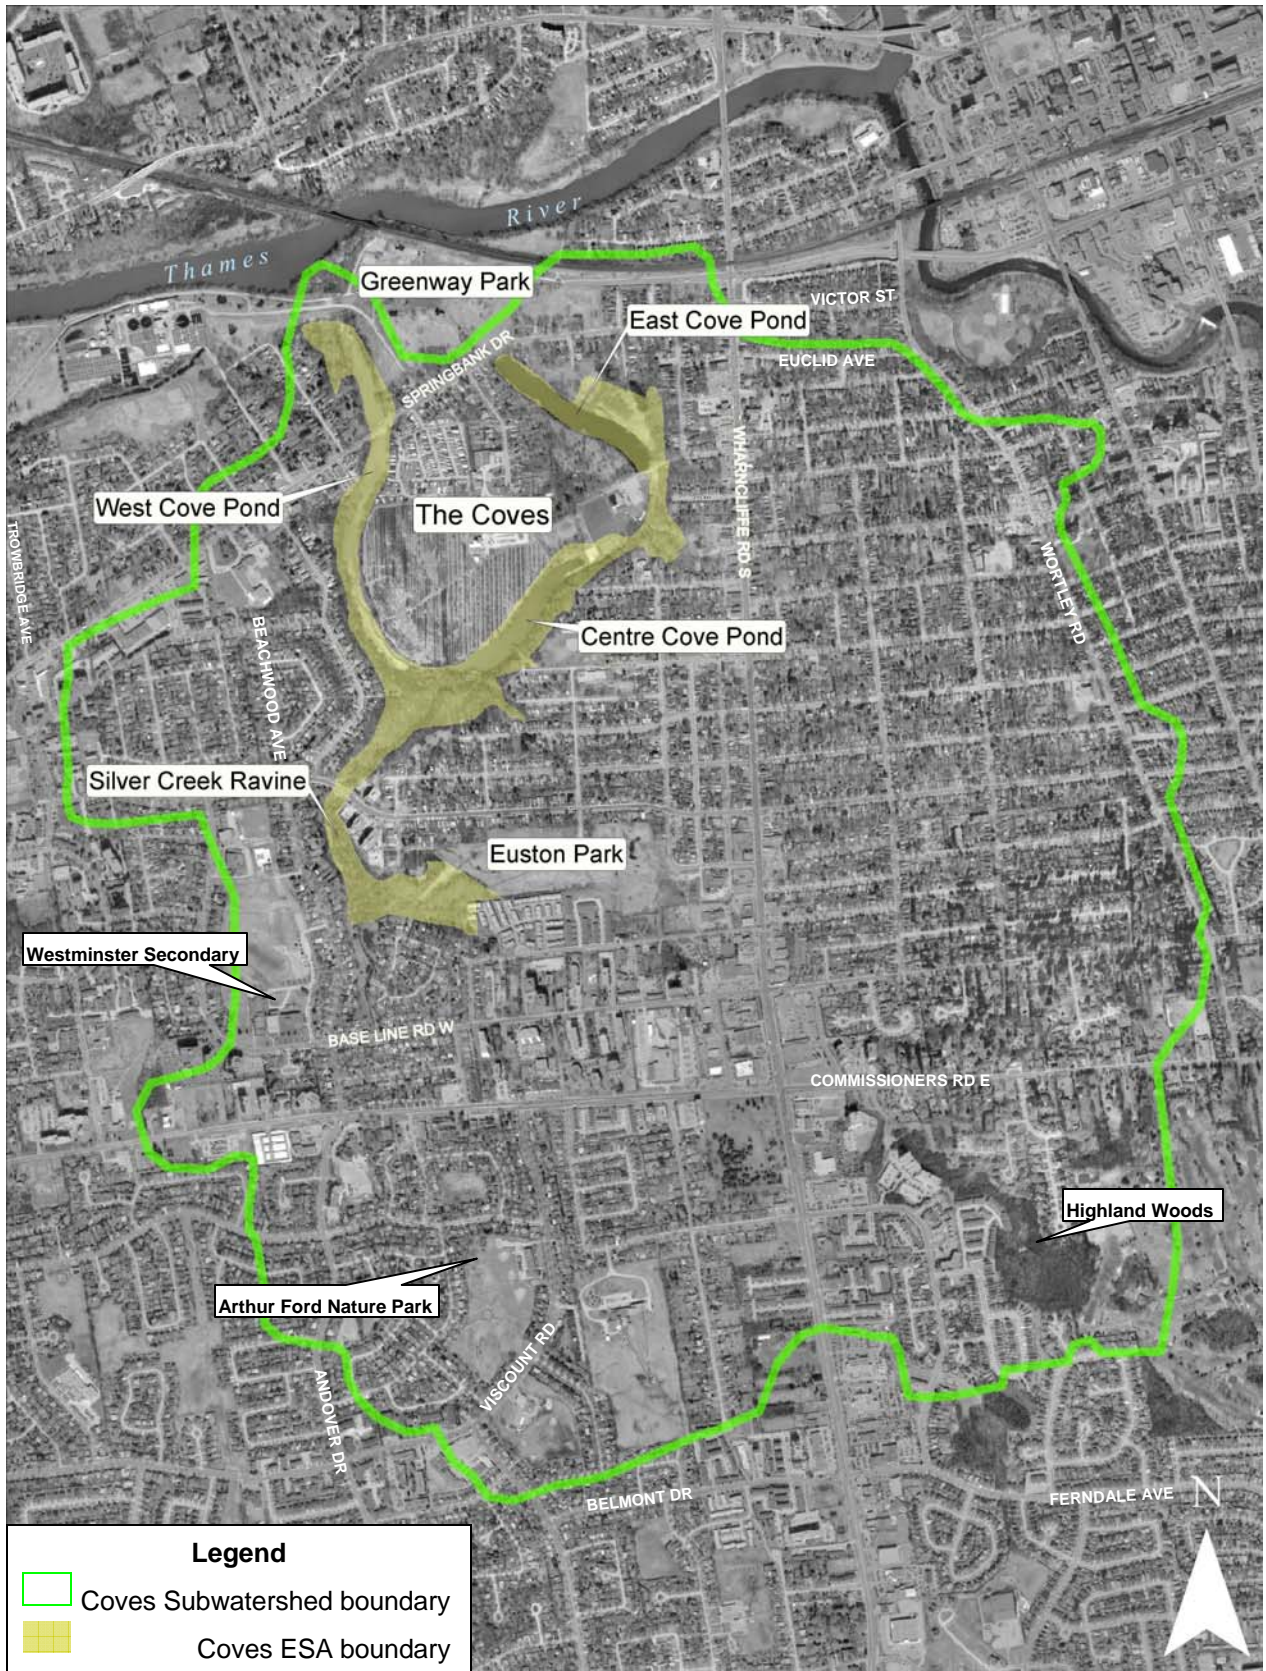 River
Thames
Greenway Park
VICTOR ST
East Cove Pond
SPRINGBANK DR
EUCLID AVE
West Cove Pond
The Coves
WHARNCLIFFE RD S
TROWBRIDGE AVE
WORTLEY RD
Centre Cove Pond
BEACHWOOD AVE
Silver Creek Ravine
Euston Park
Westminster Secondary
BASE LINE RD W
COMMISSIONERS RD E
Highland Woods
Arthur Ford Nature Park
VISCOUNT RD
ANDOVER DR
BELMONT DR
FERNDALE AVE
N
Legend
Coves Subwatershed boundary
Coves ESA boundary